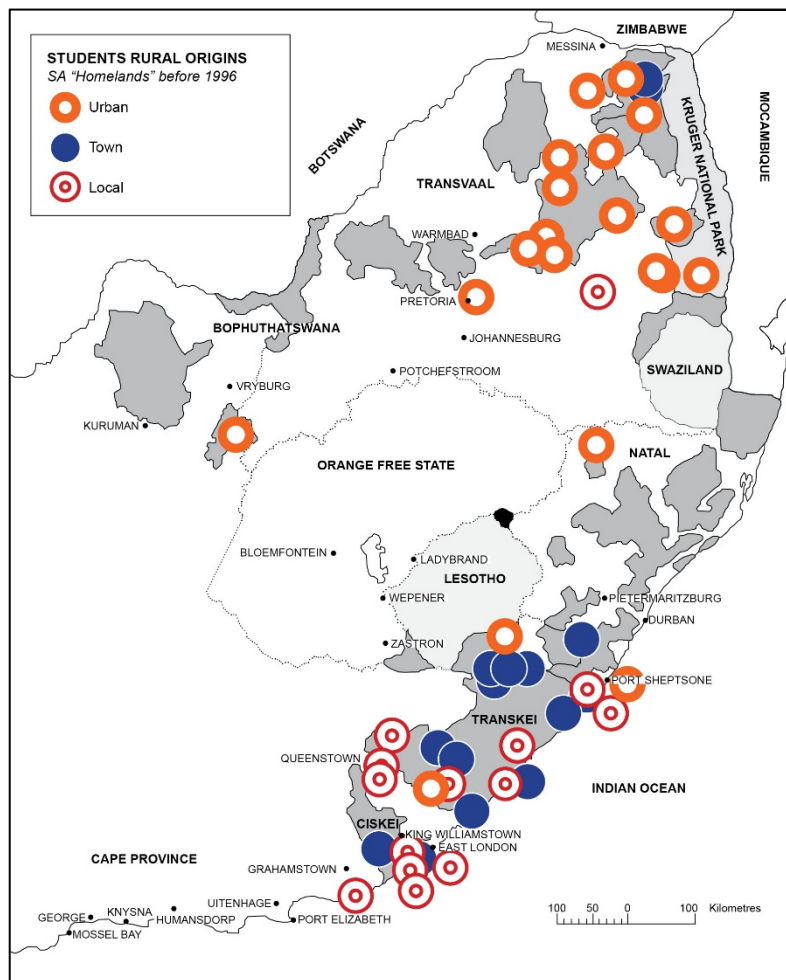 ZIMBABWE
MESSINA
STUDENTS RURAL ORIGINS
SA "Homelands" before 1996
Urban
Town
Local
KRUGER NATIONAL PARK
MOCAMBIQUE
BOTSWANA
TRANSVAAL
WARMBAD
PRETORIA
BOPHUTHATSWANA
JOHANNESBURG
POTCHEFSTROOM
SWAZILAND
VRYBURG
KURUMAN
NATAL
ORANGE FREE STATE
BLOEMFONTEIN
LADYBRAND
LESOTHO
WEPENER
PIETERMARITZBURG
DURBAN
ZASTRON
PORT SHEPTSONE
TRANSKEI
QUEENSTOWN
INDIAN OCEAN
CISKEI
KING WILLIAMSTOWN
EAST LONDON
CAPE PROVINCE
GRAHAMSTOWN
UITENHAGE
KNYSNA
GEORGE
HUMANSDORP
PORT ELIZABETH
MOSSEL BAY
100 0 100 Kilometres